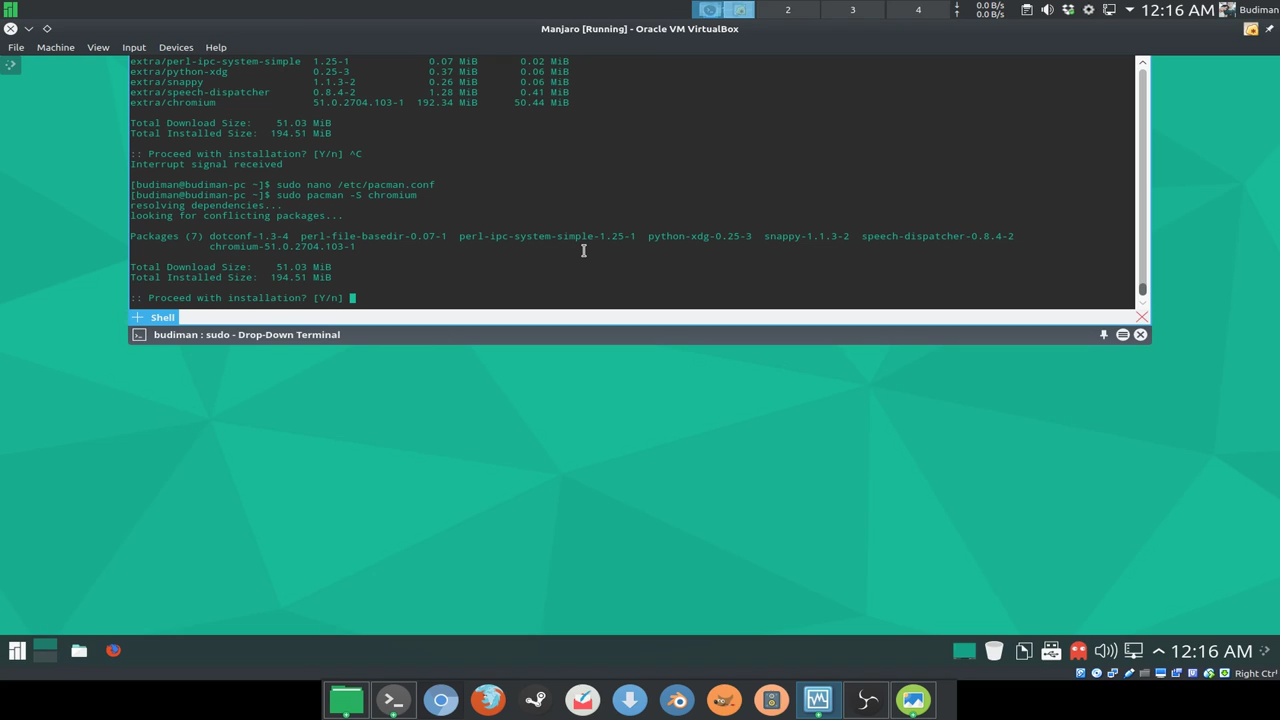 2
3
4
0.0 B/s
0.0 B/s
12:16 AM
Budiman
Manjaro [Running] - Oracle VM VirtualBox
File Machine View Input Devices Help
extra/perl-ipc-system-simple 1.25-1 0.07 MiB 0.02 MiB
extra/python-xdg 0.25-3 0.37 MiB 0.06 MiB
extra/snappy 1.1.3-2 0.26 MiB 0.06 MiB
extra/speech-dispatcher 0.8.4-2 1.28 MiB 0.41 MiB
extra/chromium 51.0.2704.103-1 192.34 MiB 50.44 MiB
Total Download Size: 51.03 MiB
Total Installed Size: 194.51 MiB
:: Proceed with installation? [Y/n] ^C
Interrupt signal received
[budiman@budiman-pc ~]$ sudo nano /etc/pacman.conf
[budiman@budiman-pc ~]$ sudo pacman -S chromium
resolving dependencies...
looking for conflicting packages...
Packages (7) dotconf-1.3-4 perl-file-basedir-0.07-1 perl-ipc-system-simple-1.25-1 python-xdg-0.25-3 snappy-1.1.3-2 speech-dispatcher-0.8.4-2
chromium-51.0.2704.103-1
Total Download Size: 51.03 MiB
Total Installed Size: 194.51 MiB
:: Proceed with installation? [Y/n]
Shell
budiman : sudo - Drop-Down Terminal
12:16 AM
Right Ctrl